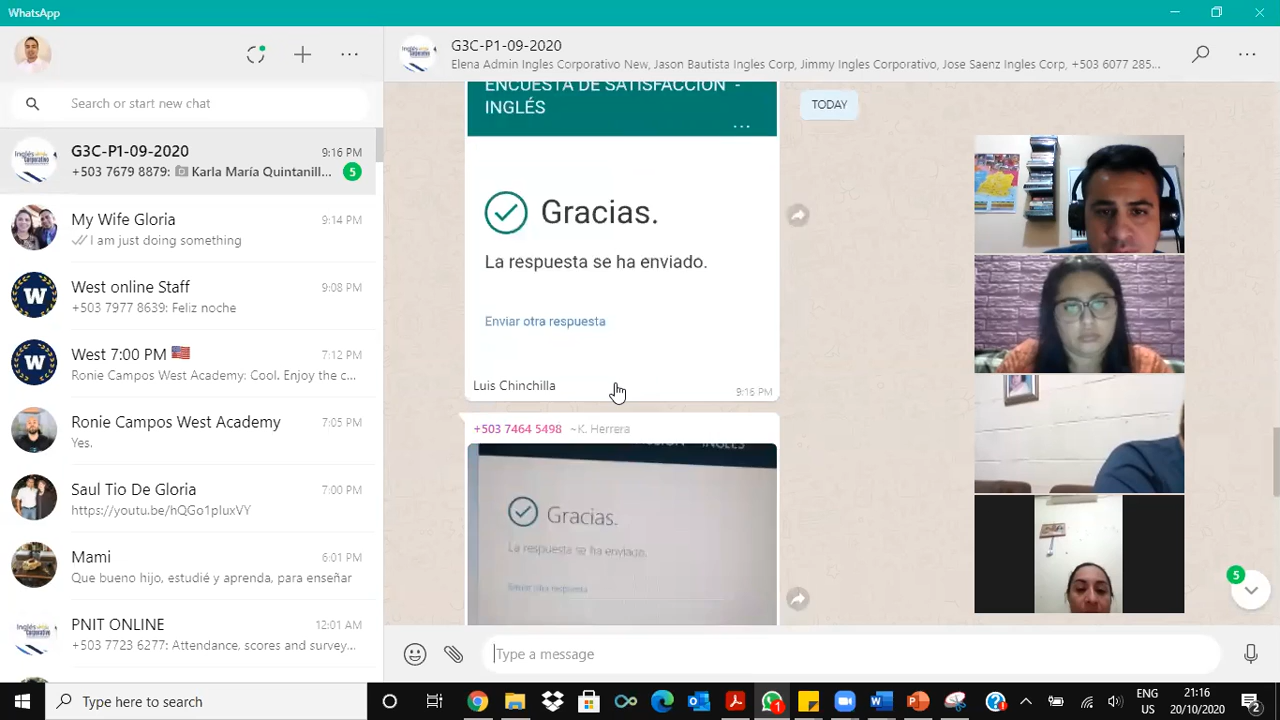 WhatsApp
Search or start new chat
G3C-P1-09-2020
9:16 PM
+503 7679 8879: Karla María Quintanill...
5
My Wife Gloria
9:14 PM
I am just doing something
West online Staff
9:08 PM
+503 7977 8639: Feliz noche
West 7:00 PM
7:12 PM
Ronie Campos West Academy: Cool. Enjoy the c...
Ronie Campos West Academy
7:05 PM
Yes.
Saul Tio De Gloria
7:00 PM
https://youtu.be/hQGo1pIuxVY
Mami
6:01 PM
Que bueno hijo, estudié y aprenda, para enseñar
PNIT ONLINE
12:01 AM
+503 7723 6277: Attendance, scores and survey...
G3C-P1-09-2020
Elena Admin Ingles Corporativo New, Jason Bautista Ingles Corp, Jimmy Ingles Corporativo, Jose Saenz Ingles Corp, +503 6077 285...
ENCUESTA DE SATISFACCIÓN -
INGLÉS
Gracias.
La respuesta se ha enviado.
Enviar otra respuesta
Luis Chinchilla
9:16 PM
+503 7464 5498 ~K. Herrera
Gracias.
La respuesta se ha enviado.
Enviar otra respuesta
TODAY
5
Type a message
Type here to search
1
ENG
US
21:16
20/10/2020
2